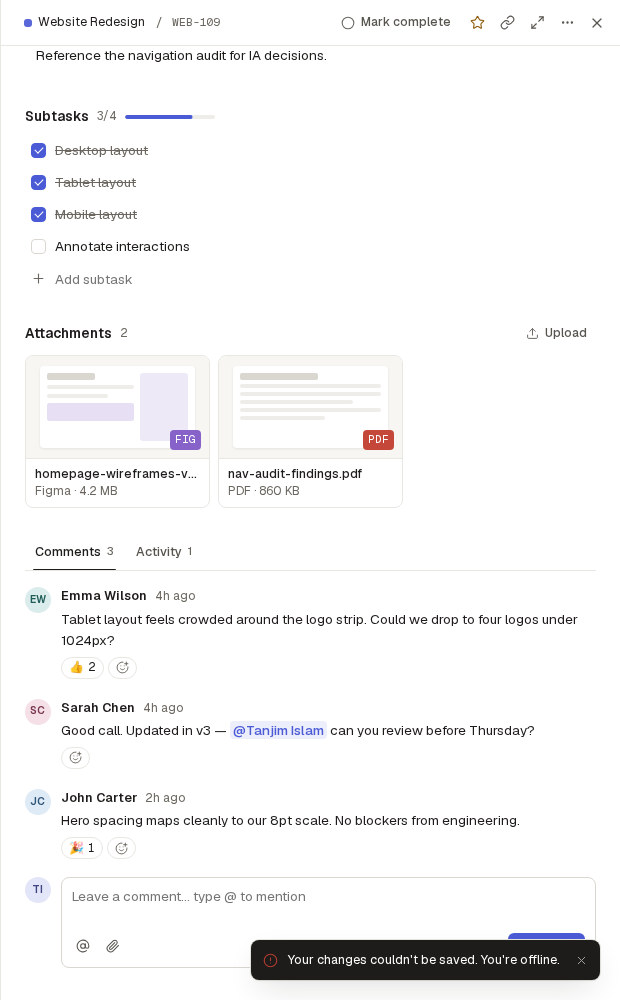 Website Redesign / WEB-109
Mark complete
Reference the navigation audit for IA decisions.
Subtasks 3/4
Desktop layout
Tablet layout
Mobile layout
Annotate interactions
Add subtask
Attachments 2
Upload
FIG
homepage-wireframes-v...
Figma · 4.2 MB
PDF
nav-audit-findings.pdf
PDF · 860 KB
Comments 3
Activity 1
EW
Emma Wilson 4h ago
Tablet layout feels crowded around the logo strip. Could we drop to four logos under
1024px?
👍 2
SC
Sarah Chen 4h ago
Good call. Updated in v3 — @Tanjim Islam can you review before Thursday?
JC
John Carter 2h ago
Hero spacing maps cleanly to our 8pt scale. No blockers from engineering.
🎉 1
TI
Leave a comment... type @ to mention
Your changes couldn't be saved. You're offline.